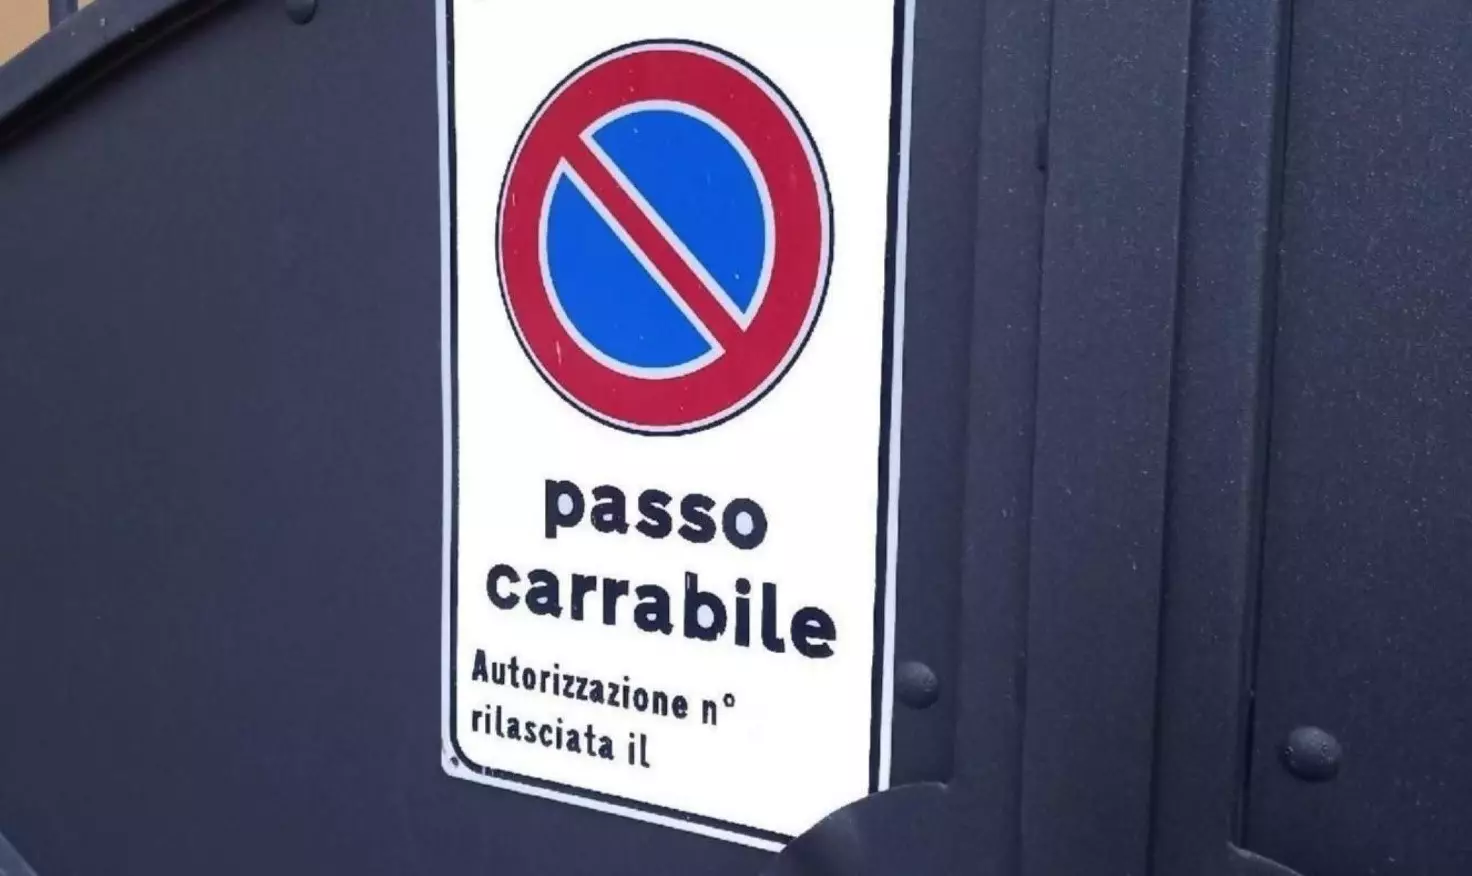 passo
carrabile
Autorizzazione n°
rilasciata il